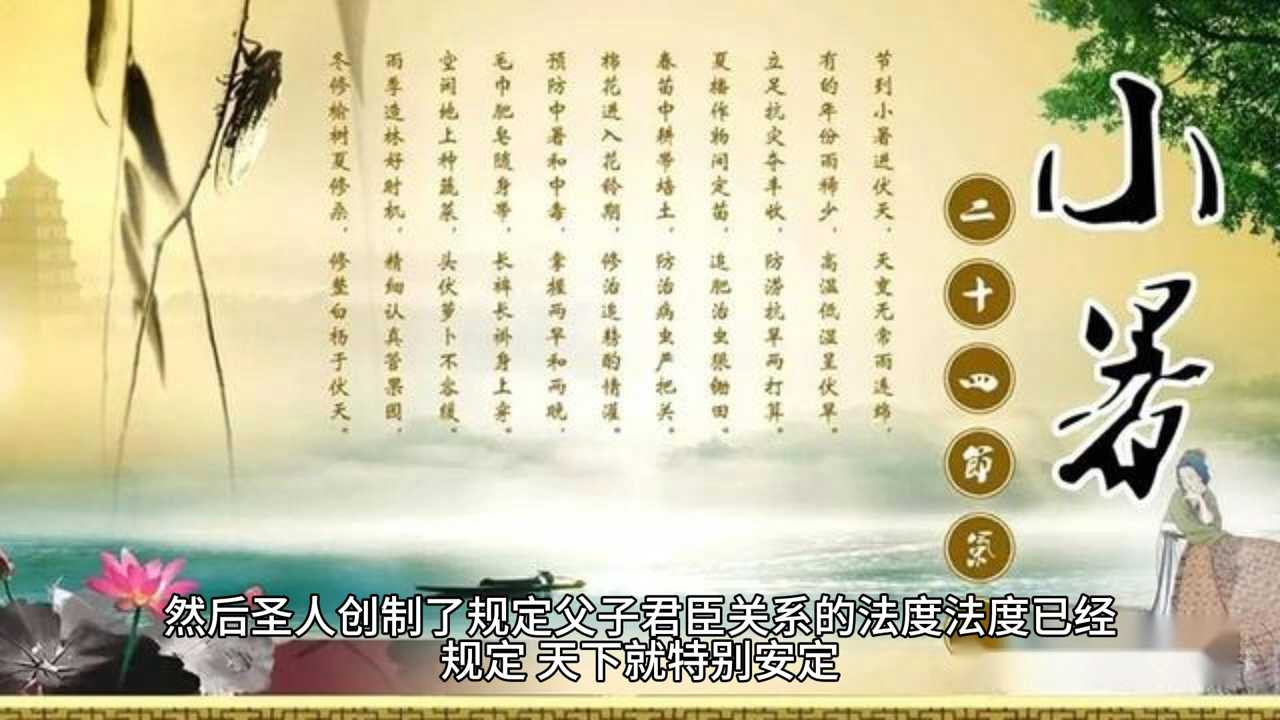 小暑
二十四節氣
节到小暑进伏天，天变无常雨连绵，
有的年份雨稀少，高温低温呈伏旱。
立足抗灾夺丰收，防涝抗旱两打算。
夏播作物间定苗，追肥治虫狠锄田。
春苗中耕带培土，防治病虫严把关。
棉花进入花铃期，修治追耪酌情灌。
预防中暑和中毒，掌握两早和两晚，
毛巾肥皂随身带，长裤长褂身上穿。
空闲地上种蔬菜，头伏萝卜不容缓。
雨季造林好时机，精细认真管果园，
冬修榆树夏修桑，修整白杨于伏天。
然后圣人创制了规定父子君臣关系的法度法度已经
规定 天下就特别安定